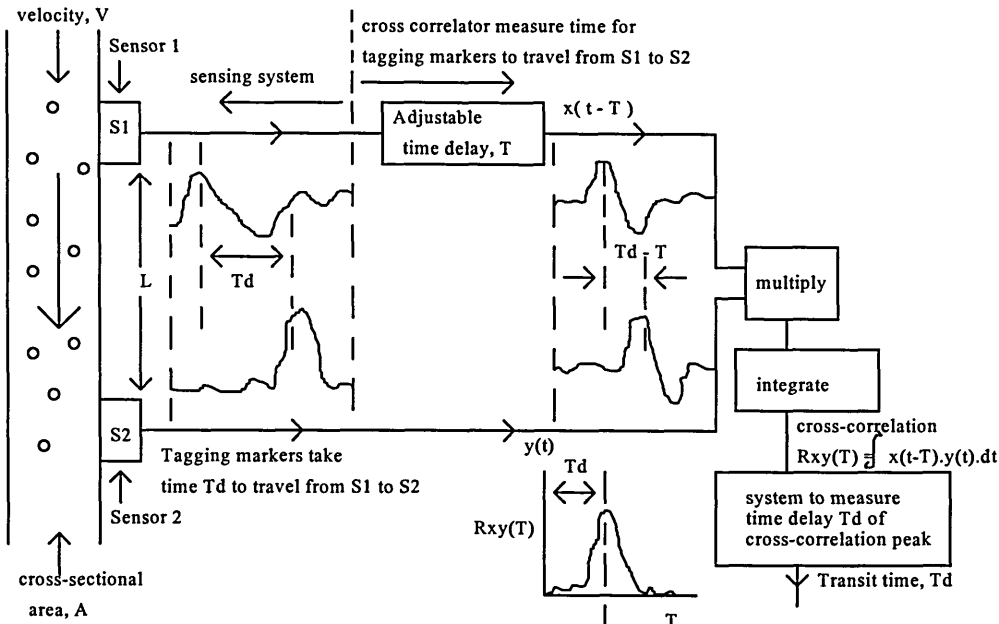 velocity, V
Sensor 1
S1
sensing system
cross correlator measure time for
tagging markers to travel from S1 to S2
Adjustable
time delay, T
x( t - T )
L
Td
Td - T
multiply
integrate
S2
Sensor 2
Tagging markers take
time Td to travel from S1 to S2
y(t)
cross-correlation
Rxy(T) = ∫ x(t-T).y(t).dt
Td
Rxy(T)
T
system to measure
time delay Td of
cross-correlation peak
Transit time, Td
cross-sectional
area, A